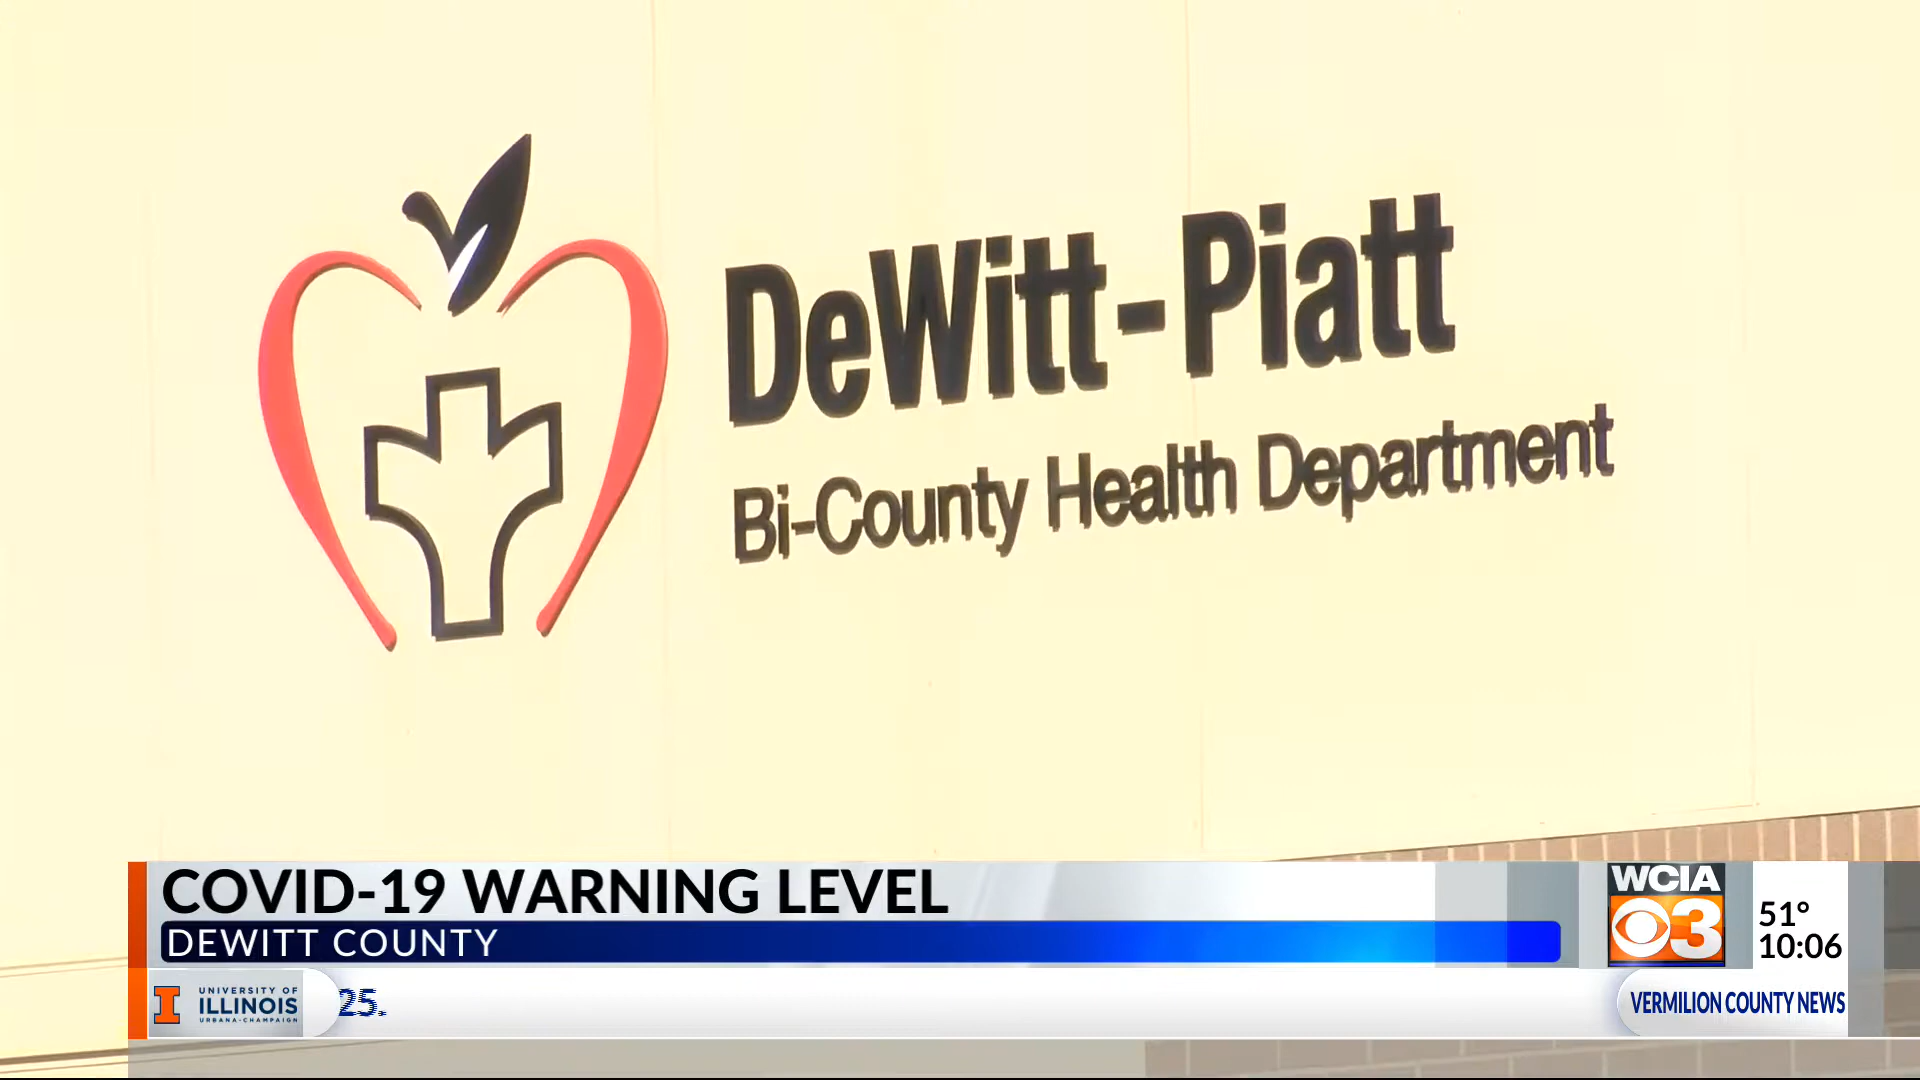 DeWitt-Piatt
Bi-County Health Department
COVID-19 WARNING LEVEL
DEWITT COUNTY
WCIA
3
51°
10:06
I
UNIVERSITY OF
ILLINOIS
URBANA-CHAMPAIGN
25.
VERMILION COUNTY NEWS